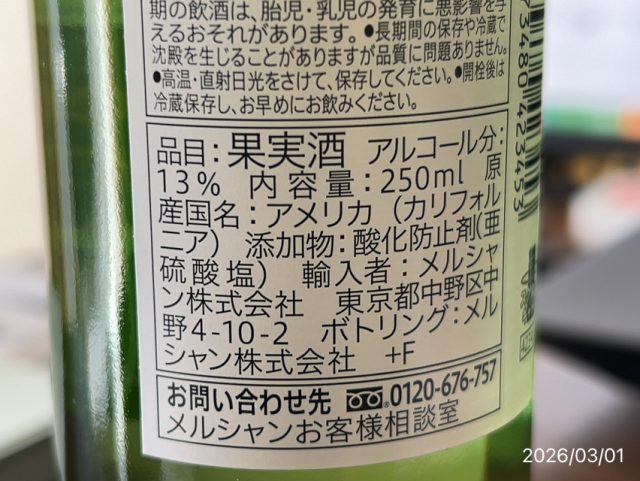 期の飲酒は、胎児・乳児の発育に悪影響を与
えるおそれがあります。●長期間の保存や冷蔵で
沈殿を生じることがありますが品質に問題ありません。
●高温・直射日光をさけて、保存してください。●開栓後は
冷蔵保存し、お早めにお飲みください。
品目：果実酒 アルコール分：
13% 内容量：250ml 原
産国名：アメリカ（カリフォル
ニア） 添加物：酸化防止剤（亜
硫酸塩） 輸入者：メルシャ
ン株式会社 東京都中野区中
野4-10-2 ボトリング：メル
シャン株式会社 +F
お問い合わせ先 0120-676-757
メルシャンお客様相談室
73480 423453
2026/03/01